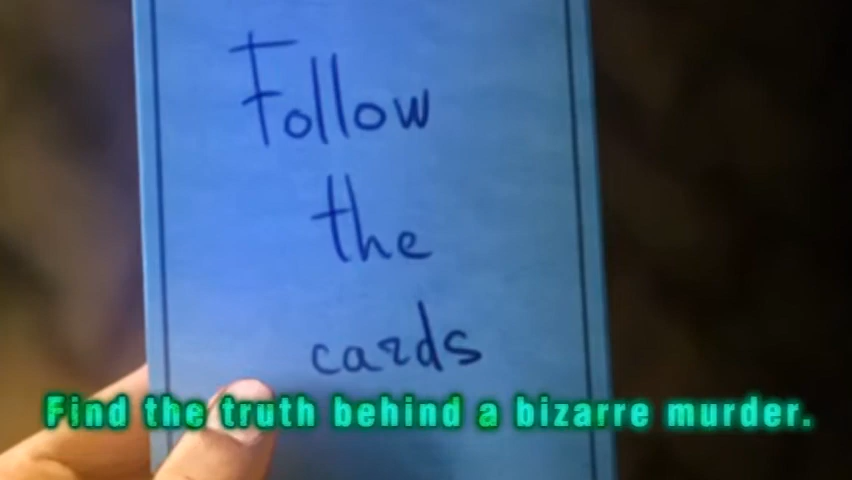 Follow
the
cards
Find the truth behind a bizarre murder.